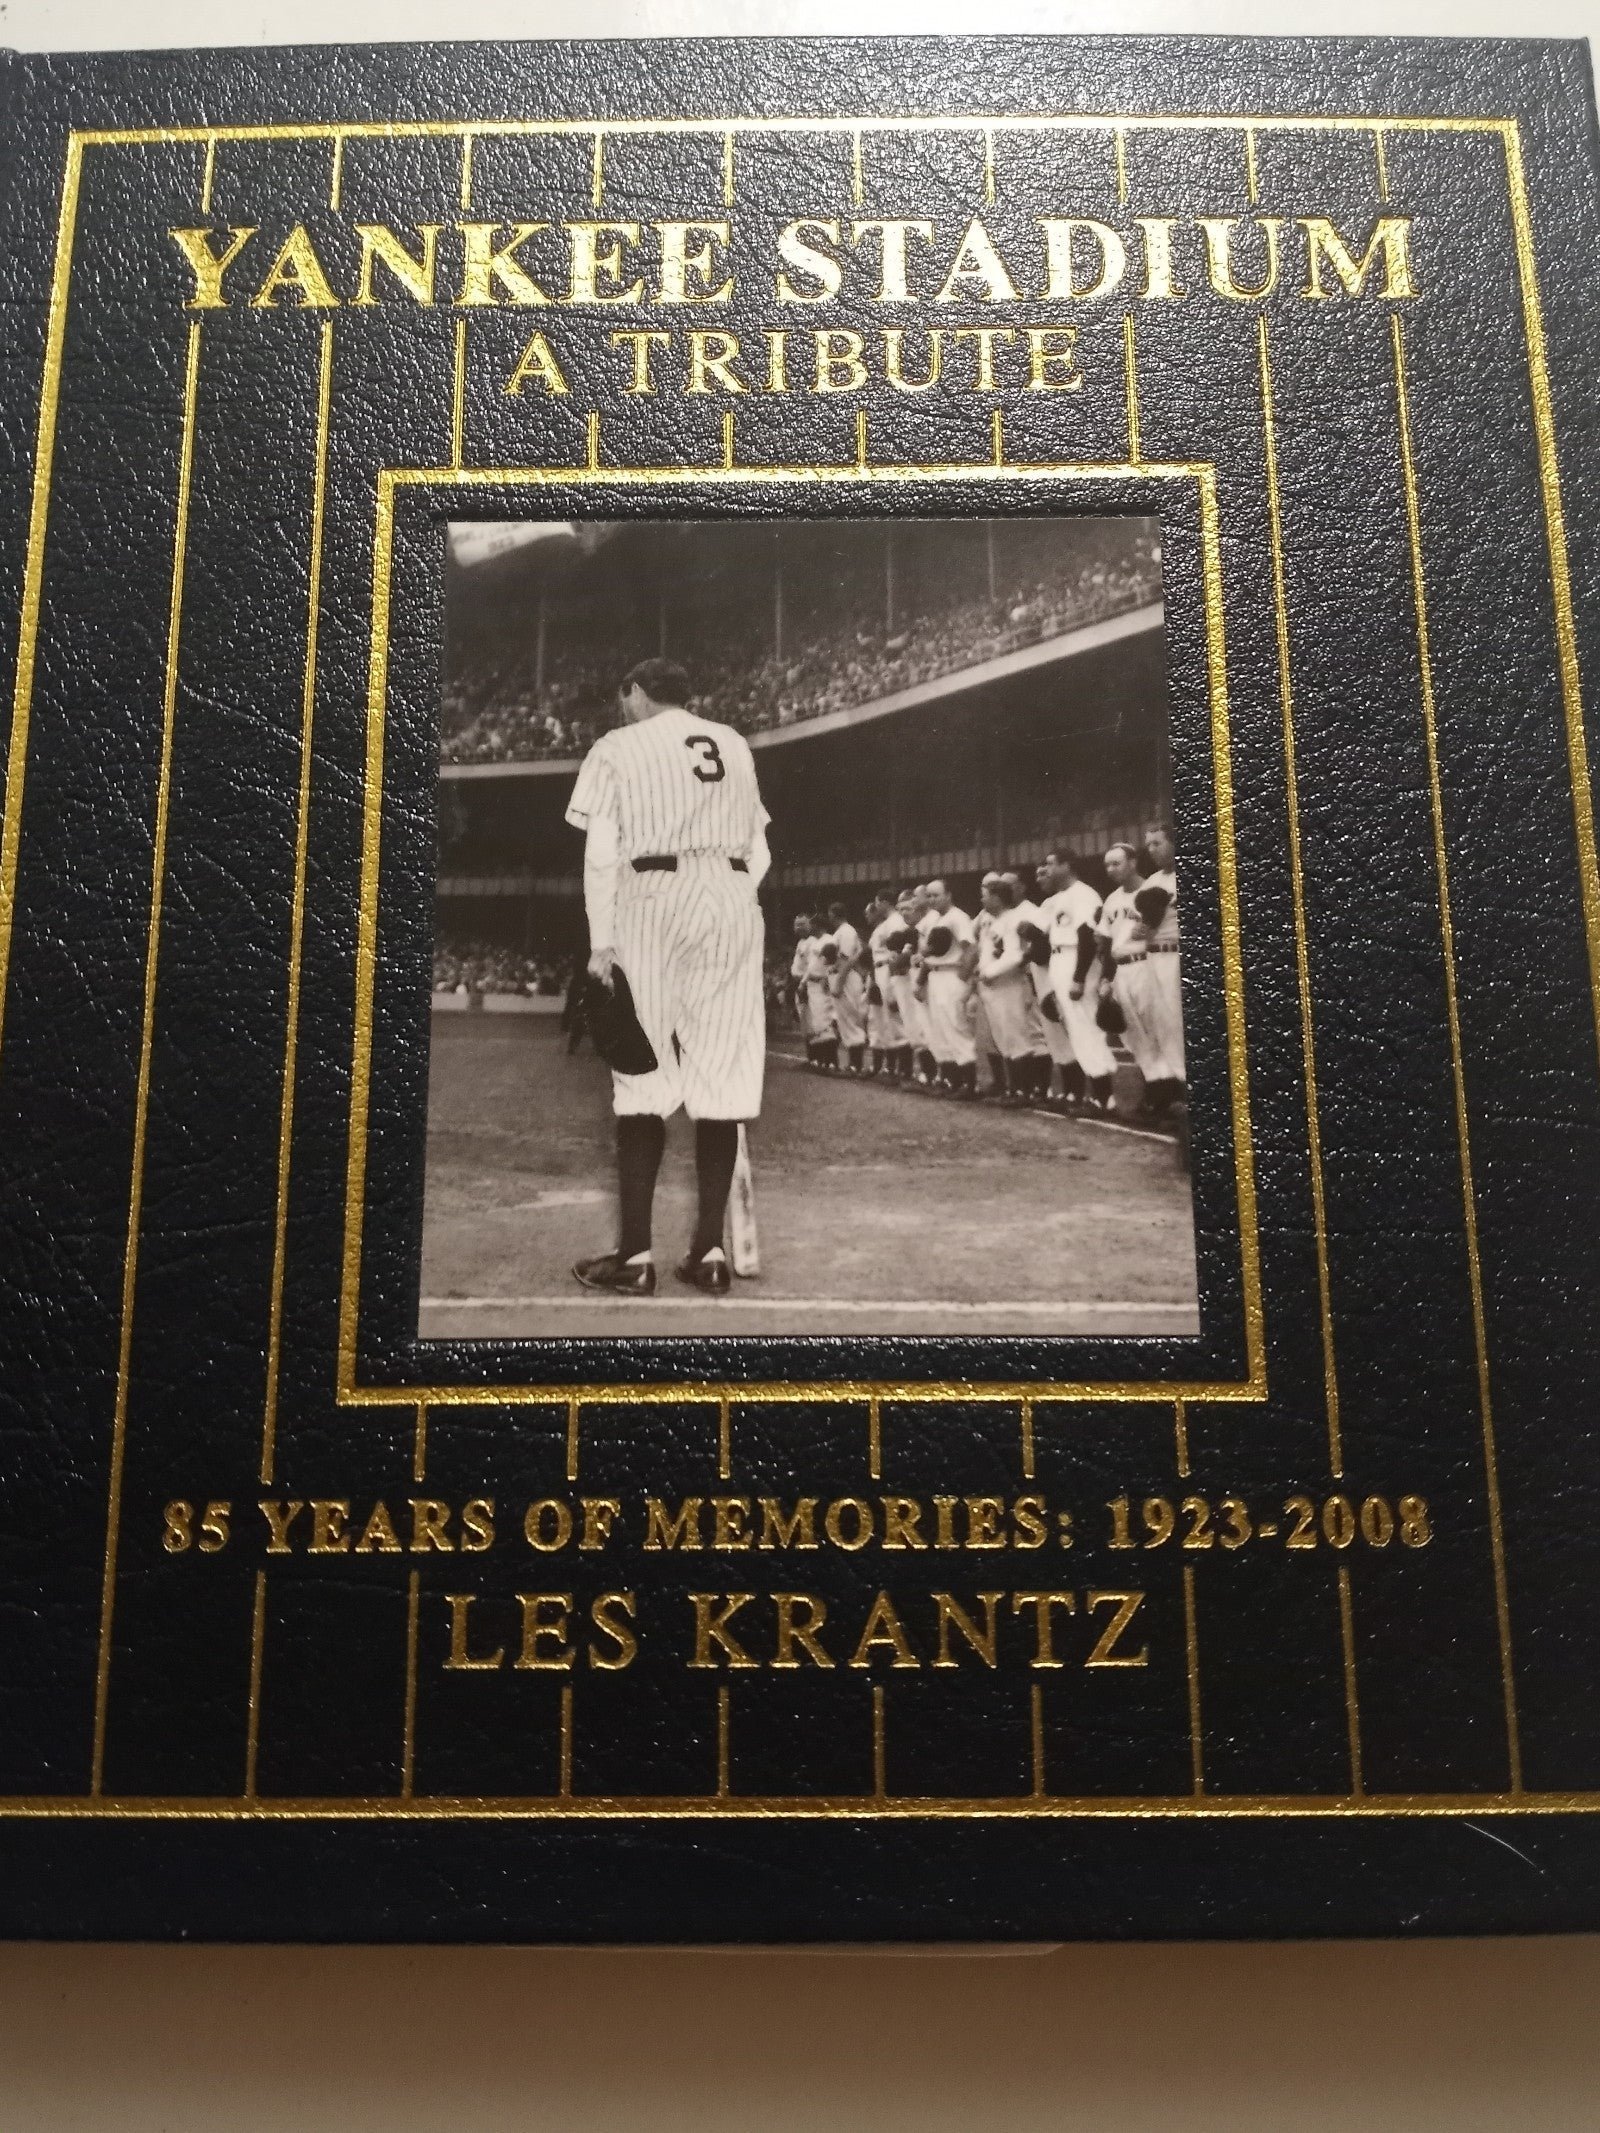 YANKEE STADIUM
A TRIBUTE
3
85 YEARS OF MEMORIES: 1923-2008
LES KRANTZ